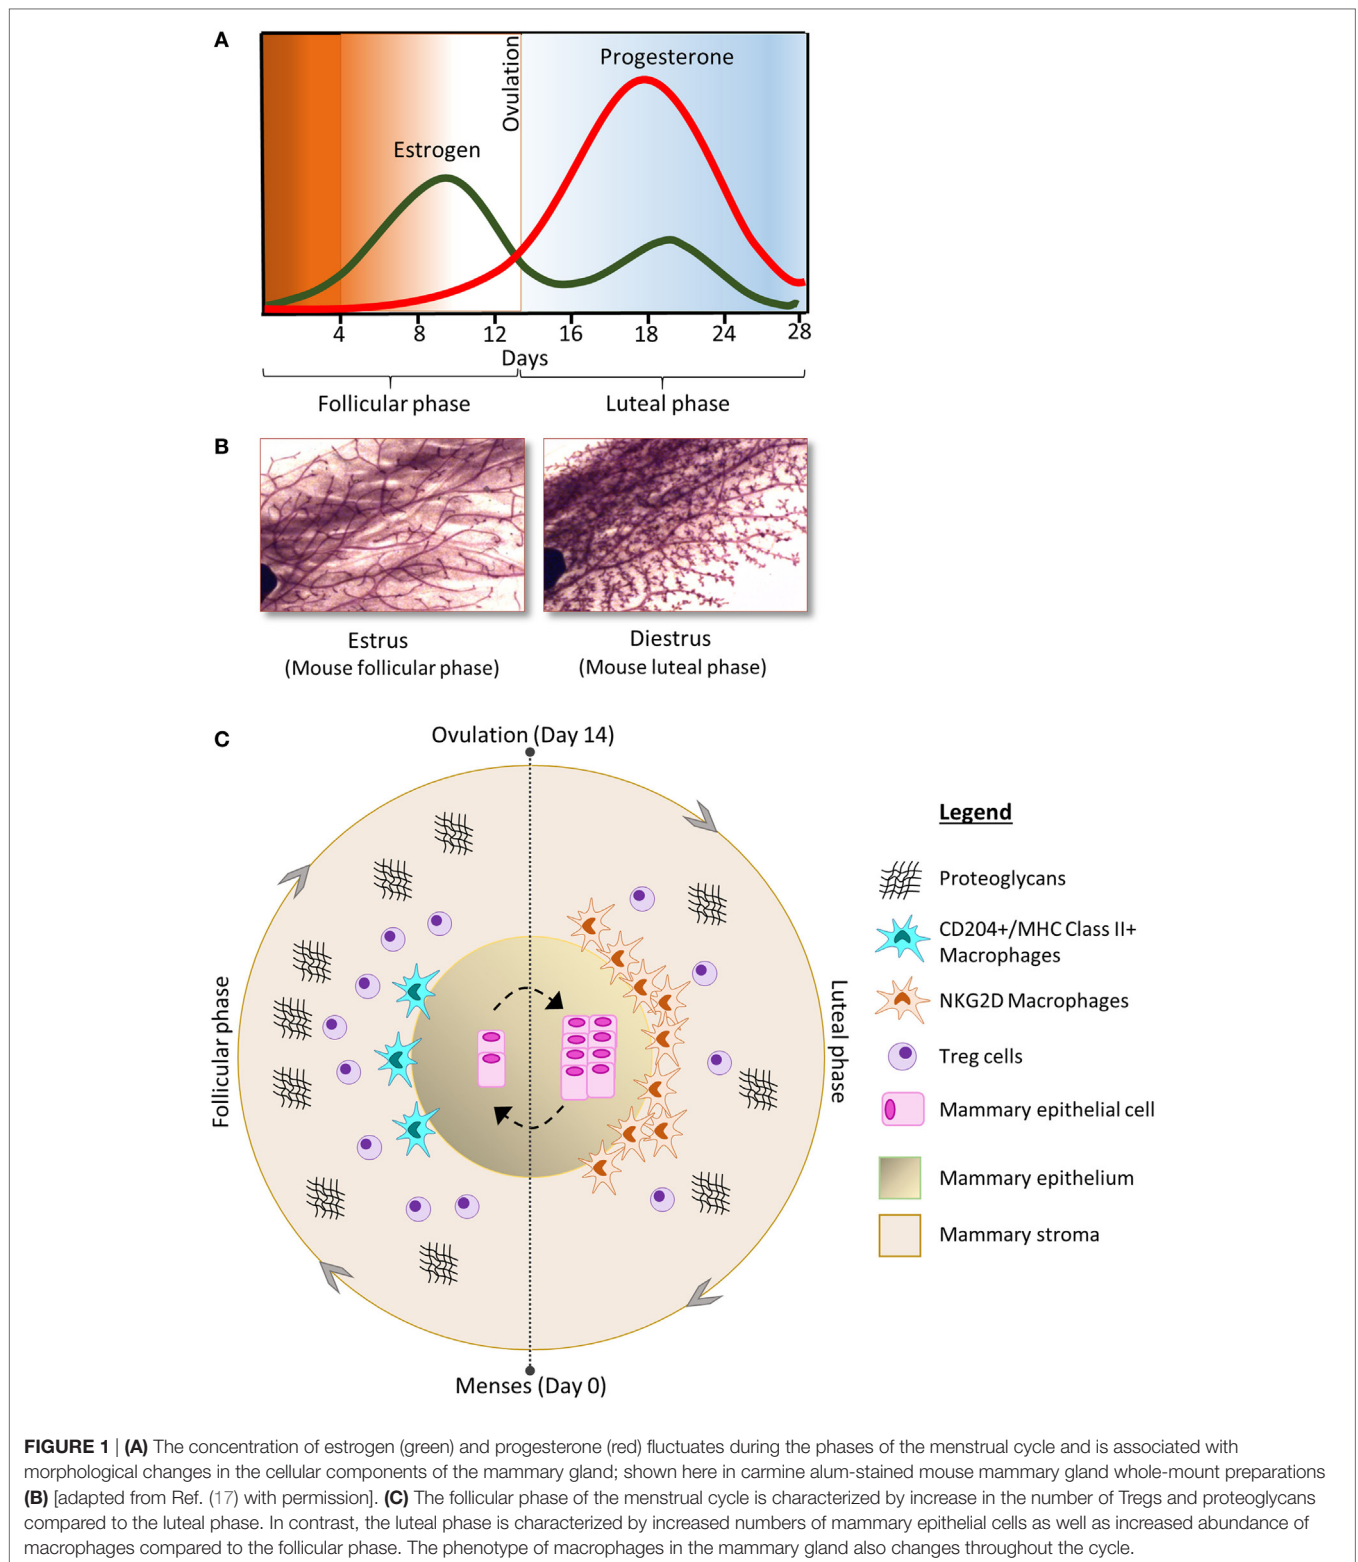 A
Ovulation
Progesterone
Estrogen
4 8 12 16 18 24 28
Days
Follicular phase Luteal phase
B
Estrus
(Mouse follicular phase)
Diestrus
(Mouse luteal phase)
C
Ovulation (Day 14)
Follicular phase
Luteal phase
Menses (Day 0)
Legend
Proteoglycans
CD204+/MHC Class II+
Macrophages
NKG2D Macrophages
Treg cells
Mammary epithelial cell
Mammary epithelium
Mammary stroma
FIGURE 1 | (A) The concentration of estrogen (green) and progesterone (red) fluctuates during the phases of the menstrual cycle and is associated with
morphological changes in the cellular components of the mammary gland; shown here in carmine alum-stained mouse mammary gland whole-mount preparations
(B) [adapted from Ref. (17) with permission]. (C) The follicular phase of the menstrual cycle is characterized by increase in the number of Tregs and proteoglycans
compared to the luteal phase. In contrast, the luteal phase is characterized by increased numbers of mammary epithelial cells as well as increased abundance of
macrophages compared to the follicular phase. The phenotype of macrophages in the mammary gland also changes throughout the cycle.